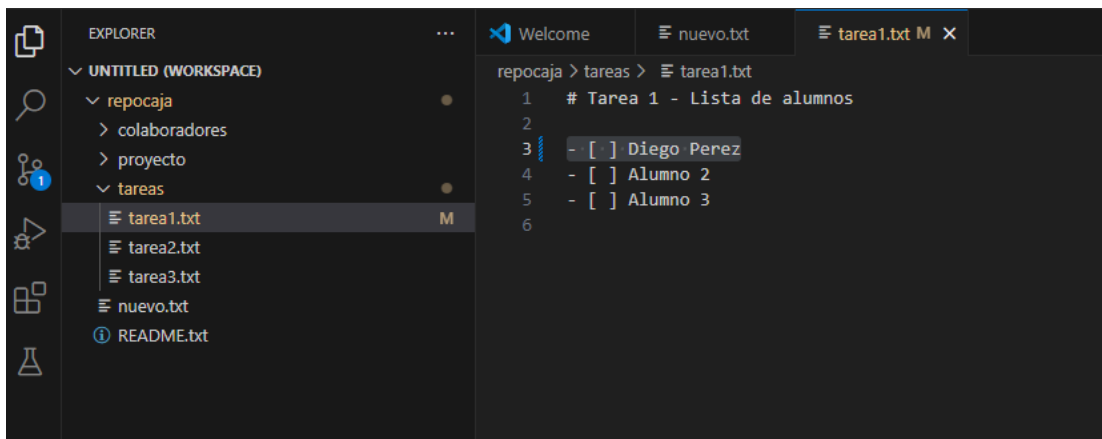 EXPLORER
UNTITLED (WORKSPACE)
repocaja
colaboradores
proyecto
tareas
tarea1.txt M
tarea2.txt
tarea3.txt
nuevo.txt
README.txt
1
Welcome
nuevo.txt
tarea1.txt M
repocaja > tareas > tarea1.txt
1 # Tarea 1 - Lista de alumnos
2
3 - [ ] Diego Perez
4 - [ ] Alumno 2
5 - [ ] Alumno 3
6